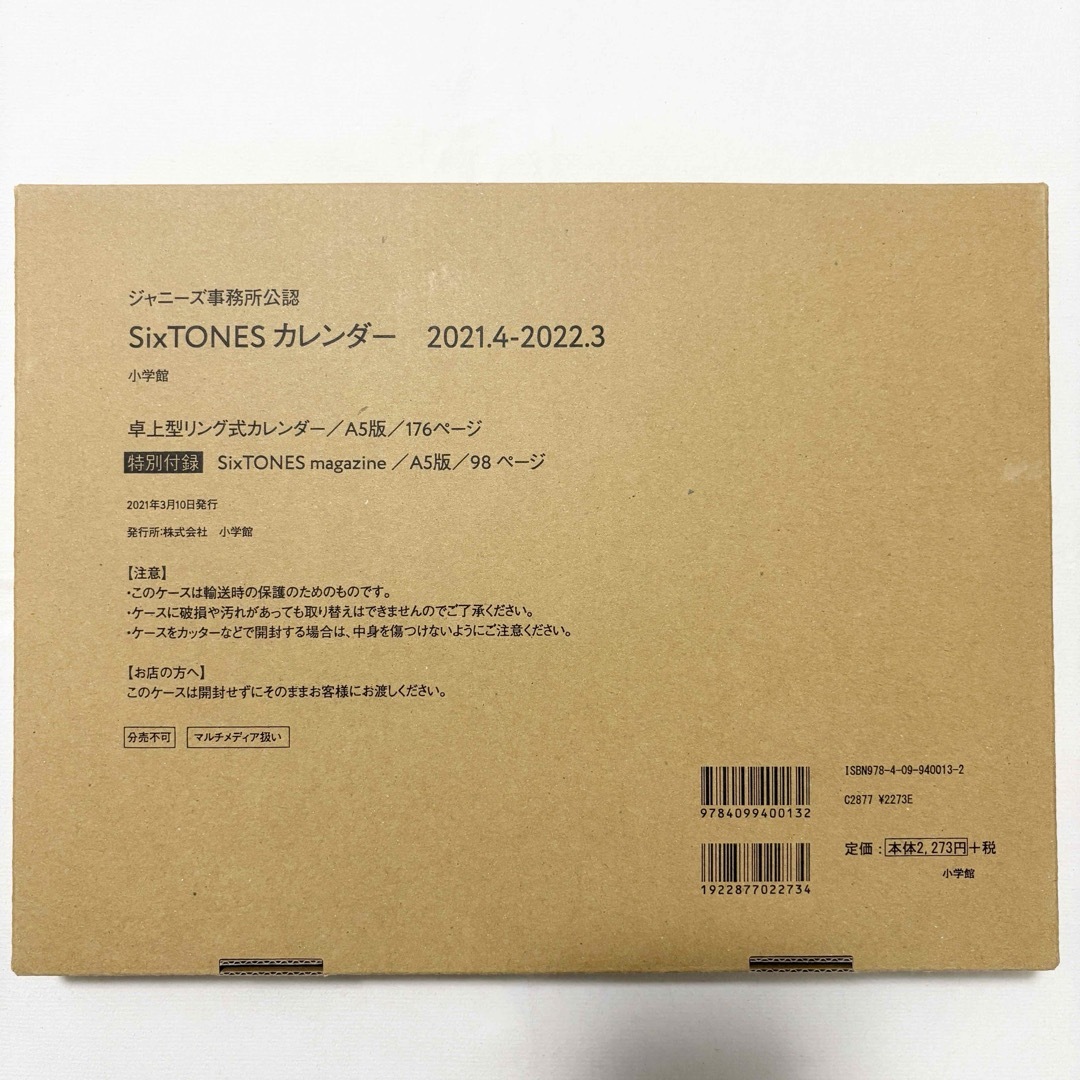 ジャニーズ事務所公認
SixTONES カレンダー　2021.4-2022.3
小学館
卓上型リング式カレンダー／A5版／176ページ
特別付録　SixTONES magazine ／A5版／98 ページ
2021年3月10日発行
発行所:株式会社　小学館
【注意】
・このケースは輸送時の保護のためのものです。
・ケースに破損や汚れがあっても取り替えはできませんのでご了承ください。
・ケースをカッターなどで開封する場合は、中身を傷つけないようにご注意ください。
【お店の方へ】
このケースは開封せずにそのままお客様にお渡しください。
分売不可　マルチメディア扱い
9784099400132
1922877022734
ISBN978-4-09-940013-2
C2877 ¥2273E
定価：本体2,273円＋税
小学館